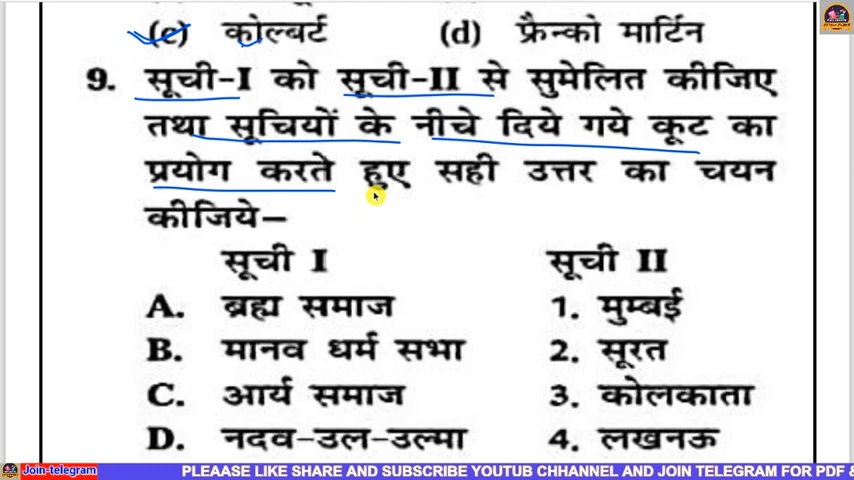 (c) कोल्बर्ट (d) फ्रैन्को मार्टिन
9. सूची-I को सूची-II से सुमेलित कीजिए
तथा सूचियों के नीचे दिये गये कूट का
प्रयोग करते हुए सही उत्तर का चयन
कीजिये–
सूची I सूची II
A. ब्रह्म समाज 1. मुम्बई
B. मानव धर्म सभा 2. सूरत
C. आर्य समाज 3. कोलकाता
D. नदव-उल-उल्मा 4. लखनऊ
Join-telegram PLEAASE LIKE SHARE AND SUBSCRIBE YOUTUB CHHANNEL AND JOIN TELEGRAM FOR PDF &